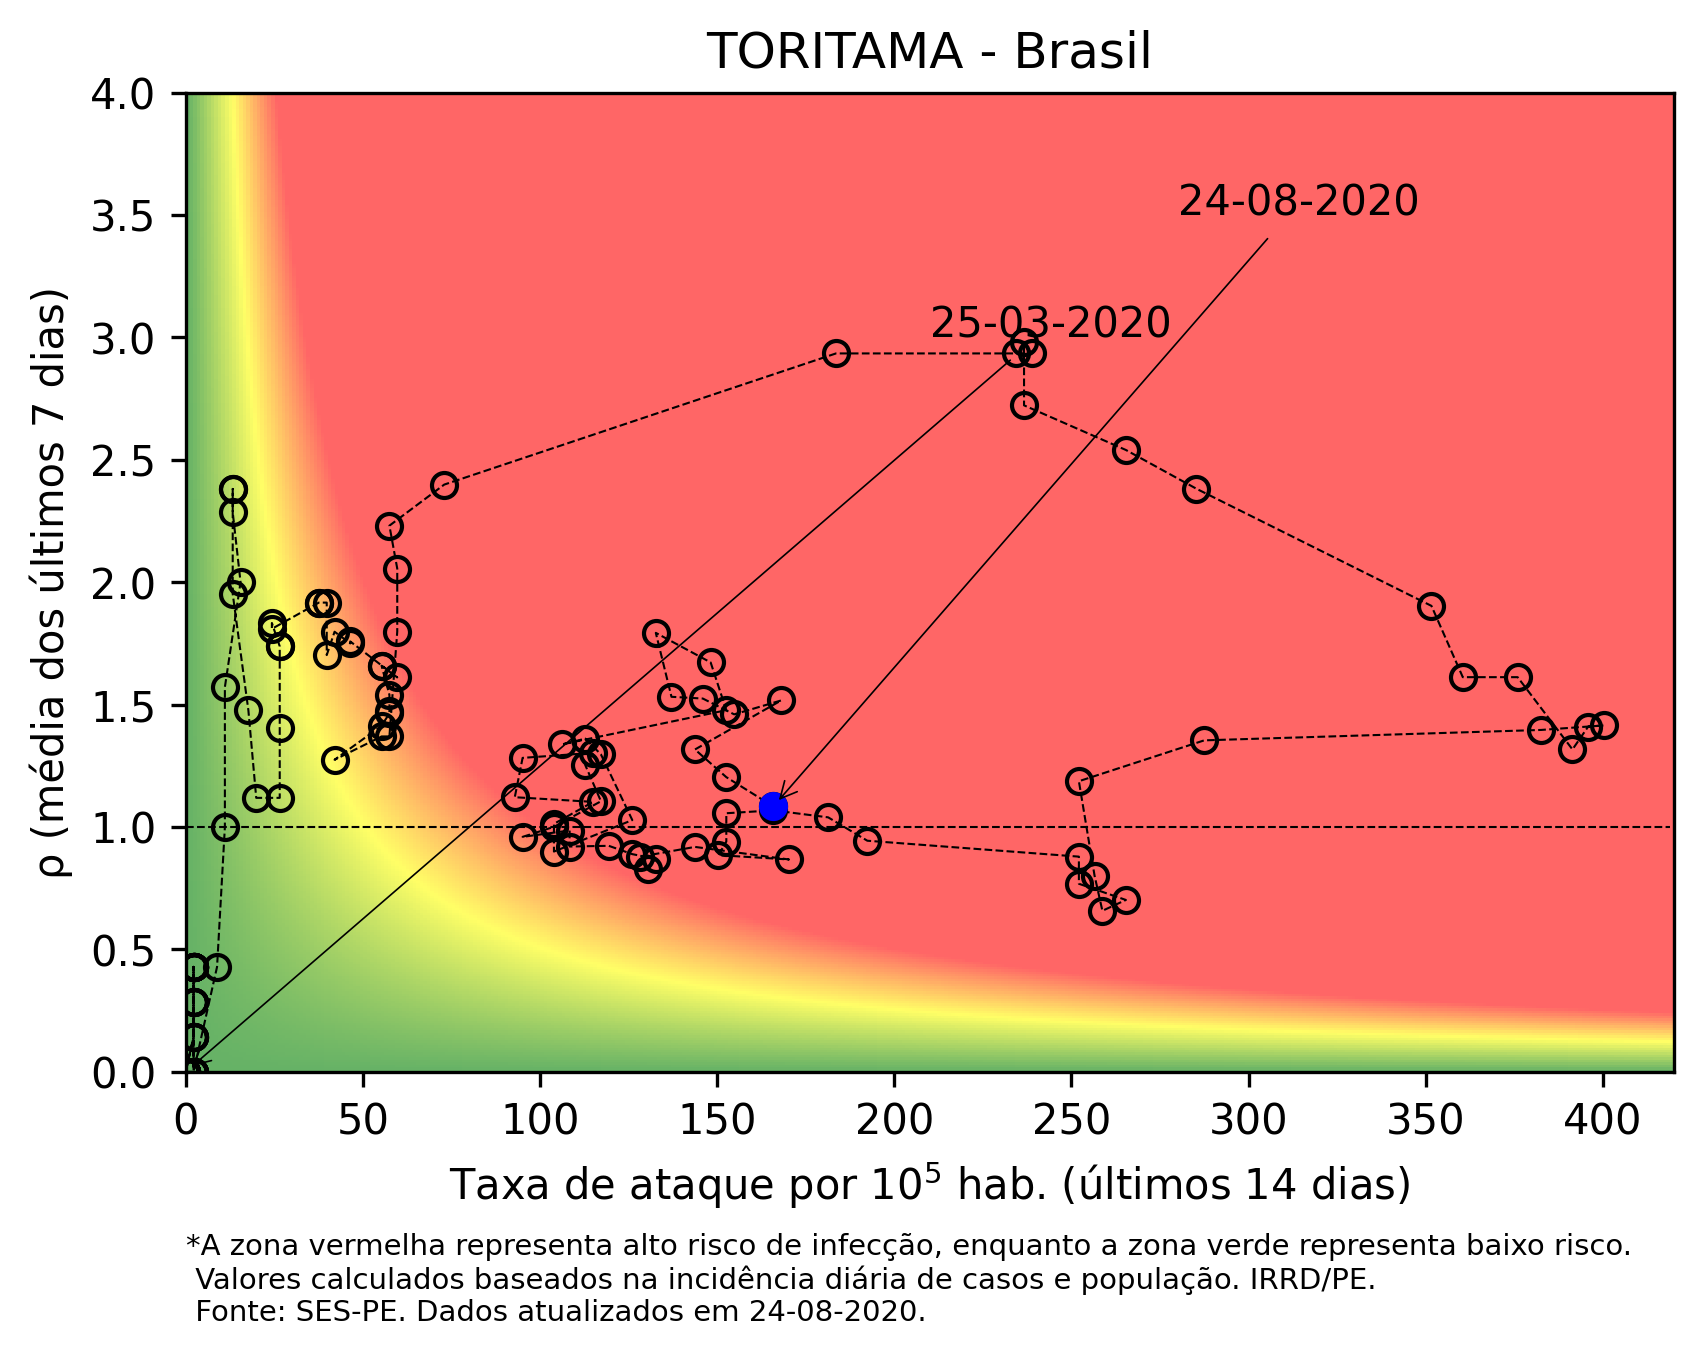 TORITAMA - Brasil
4.0
3.5
3.0
2.5
2.0
1.5
1.0
0.5
0.0
ρ (média dos últimos 7 dias)
24-08-2020
25-03-2020
0 50 100 150 200 250 300 350 400
Taxa de ataque por 10⁵ hab. (últimos 14 dias)
*A zona vermelha representa alto risco de infecção, enquanto a zona verde representa baixo risco.
Valores calculados baseados na incidência diária de casos e população. IRRD/PE.
Fonte: SES-PE. Dados atualizados em 24-08-2020.